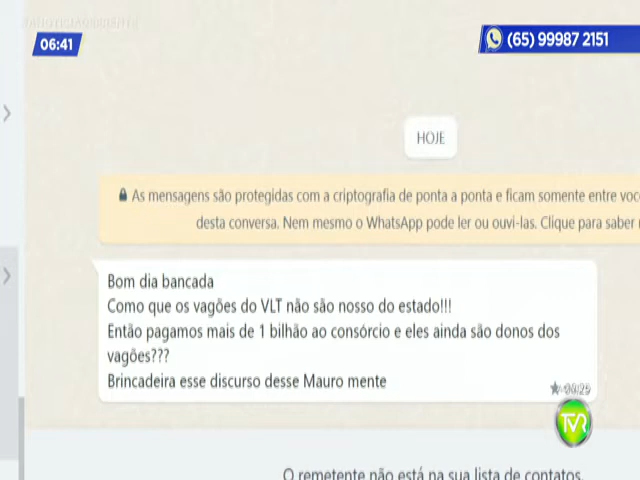 06:41
(65) 99987 2151
HOJE
As mensagens são protegidas com a criptografia de ponta a ponta e ficam somente entre voc
desta conversa. Nem mesmo o WhatsApp pode ler ou ouvi-las. Clique para saber
Bom dia bancada
Como que os vagões do VLT não são nosso do estado!!!
Então pagamos mais de 1 bilhão ao consórcio e eles ainda são donos dos
vagões???
Brincadeira esse discurso desse Mauro mente
TVR
O remetente não está na sua lista de contatos.